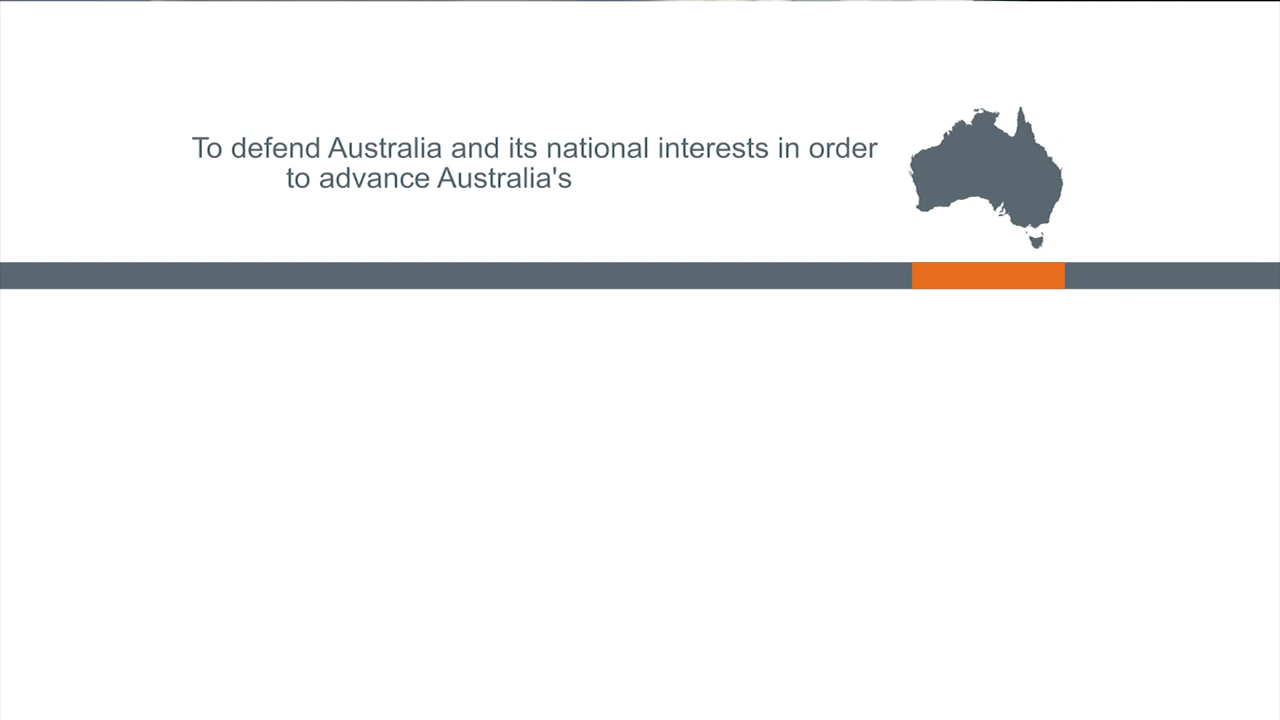 To defend Australia and its national interests in order
to advance Australia's